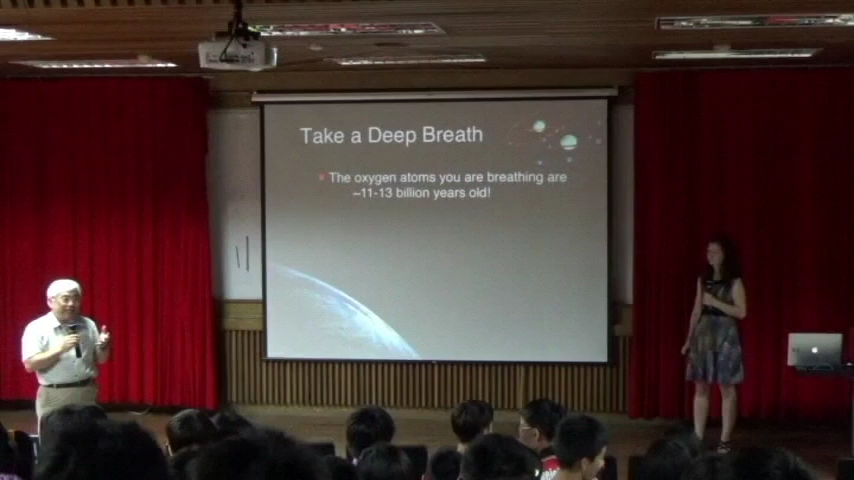 Take a Deep Breath
The oxygen atoms you are breathing are
~11-13 billion years old!